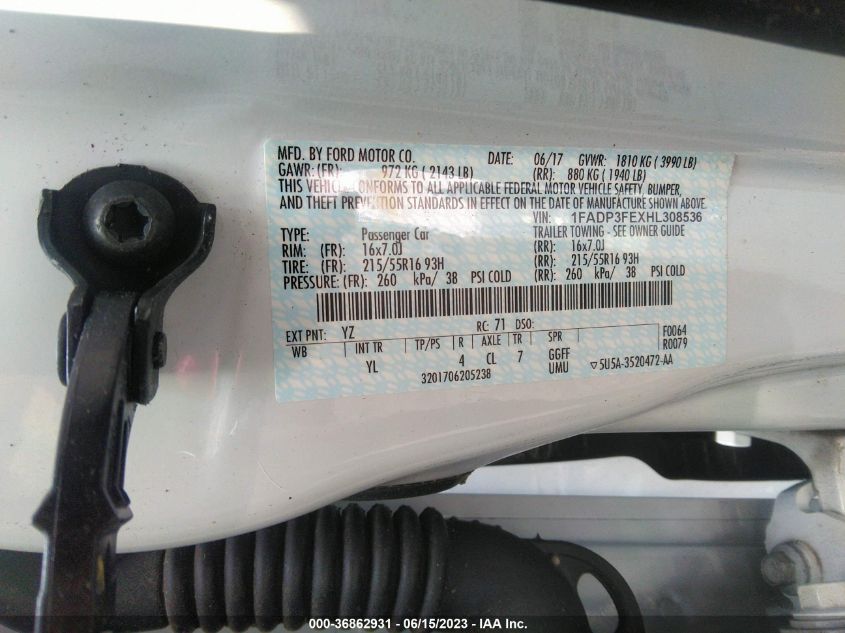 MFD. BY FORD MOTOR CO. DATE: 06/17 GVWR: 1810 KG ( 3990 LB)
GAWR: (FR): 972 KG ( 2143 LB) (RR): 880 KG ( 1940 LB)
THIS VEHICLE CONFORMS TO ALL APPLICABLE FEDERAL MOTOR VEHICLE SAFETY, BUMPER,
AND THEFT PREVENTION STANDARDS IN EFFECT ON THE DATE OF MANUFACTURE SHOWN ABOVE.
VIN: 1FADP3FEXHL308536
TYPE: Passenger Car TRAILER TOWING - SEE OWNER GUIDE
RIM: (FR): 16x7.0J (RR): 16x7.0J
TIRE: (FR): 215/55R16 93H (RR): 215/55R16 93H
PRESSURE: (FR): 260 kPa/ 38 PSI COLD (RR): 260 kPa/ 38 PSI COLD
EXT PNT: YZ RC: 71 DSO: F0064
WB INT TR TP/PS R AXLE TR SPR R0079
YL 4 CL 7 GGFF
3201706205238 UMU ▽5U5A-3520472-AA
000-36862931 - 06/15/2023 - IAA Inc.